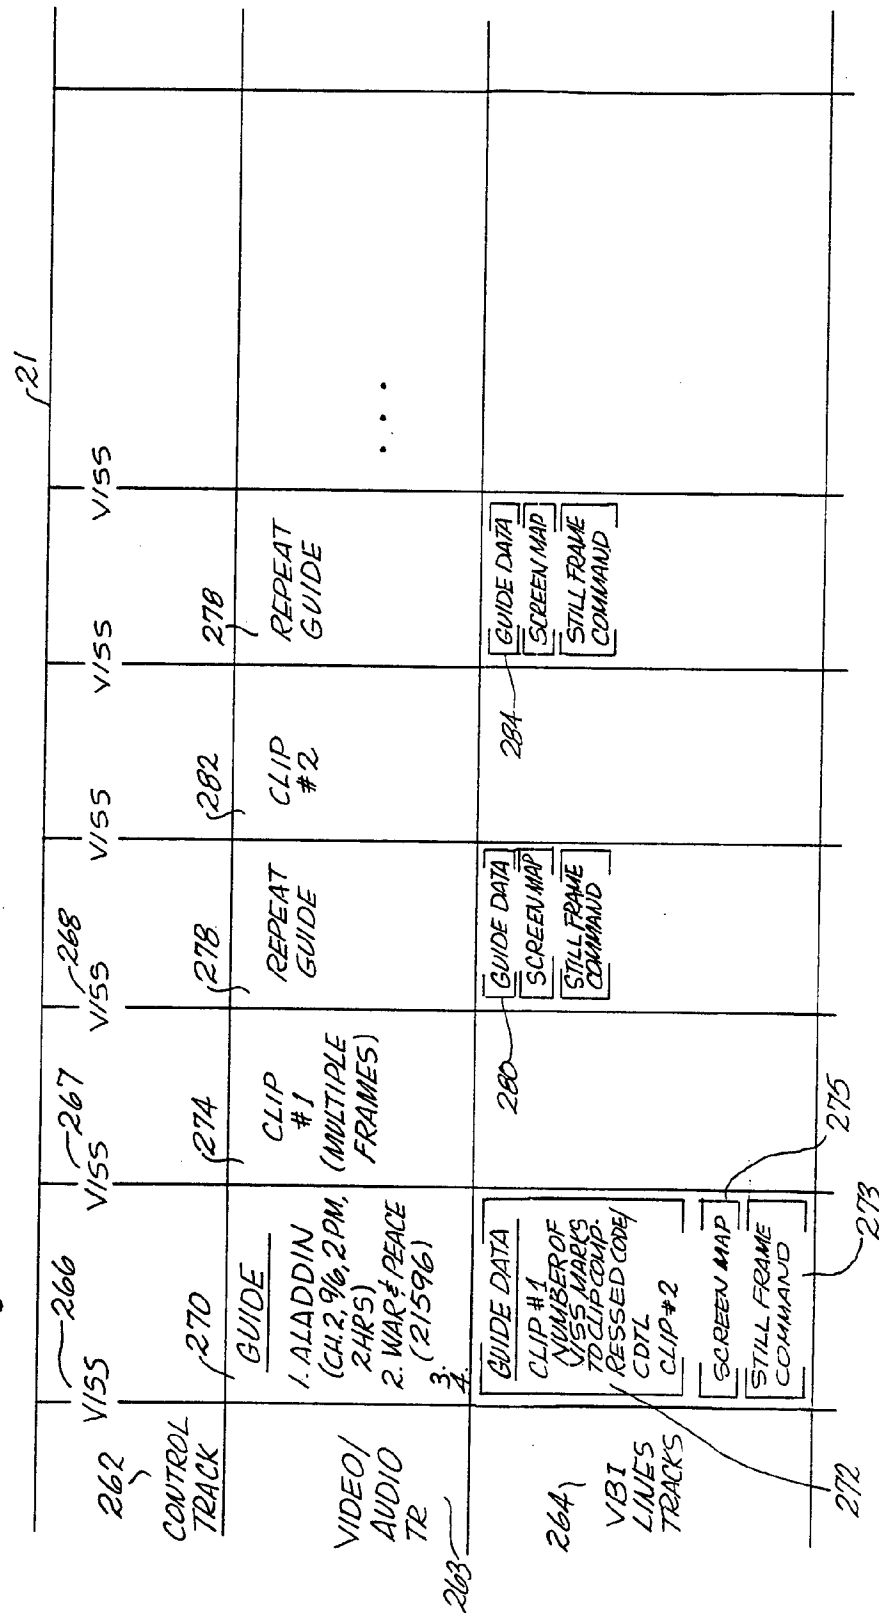 21
262
CONTROL
TRACK
VISS
266
VISS
267
VISS
268
VISS
VISS
VISS
263
VIDEO/
AUDIO
TR
270
GUIDE
1. ALADDIN
(CH.2, 9/6, 2PM,
2HRS)
2. WAR & PEACE
(21596)
3.
4.
274
CLIP
#1
(MULTIPLE
FRAMES)
278
REPEAT
GUIDE
282
CLIP
#2
278
REPEAT
GUIDE
...
264
VBI
LINES
TRACKS
GUIDE DATA
CLIP #1
NUMBER OF
VISS MARKS
TO CLIP COMP.
RESSED CODE/
CDTL
CLIP #2
SCREEN MAP
STILL FRAME
COMMAND
272
273
275
280
GUIDE DATA
SCREEN MAP
STILL FRAME
COMMAND
284
GUIDE DATA
SCREEN MAP
STILL FRAME
COMMAND